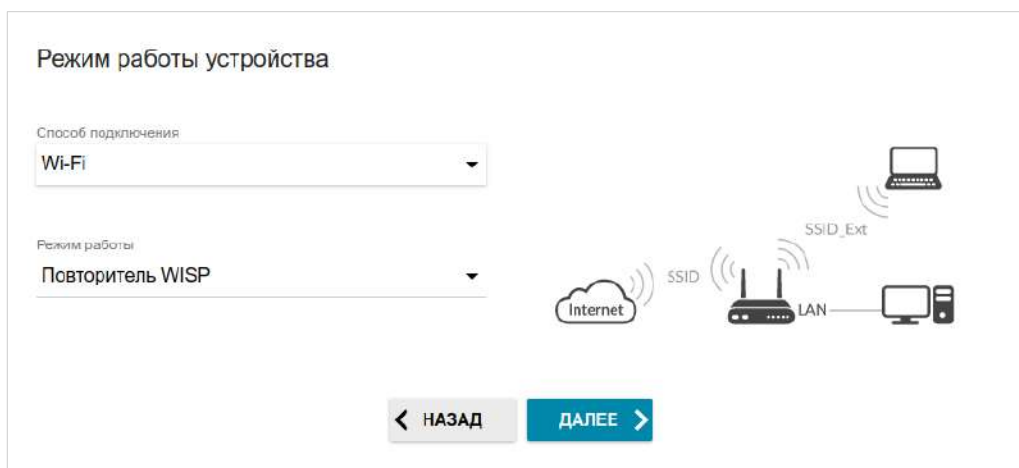 Режим работы устройства
Способ подключения
Wi-Fi
Режим работы
Повторитель WISP
SSID_Ext
SSID
Internet
LAN
НАЗАД
ДАЛЕЕ